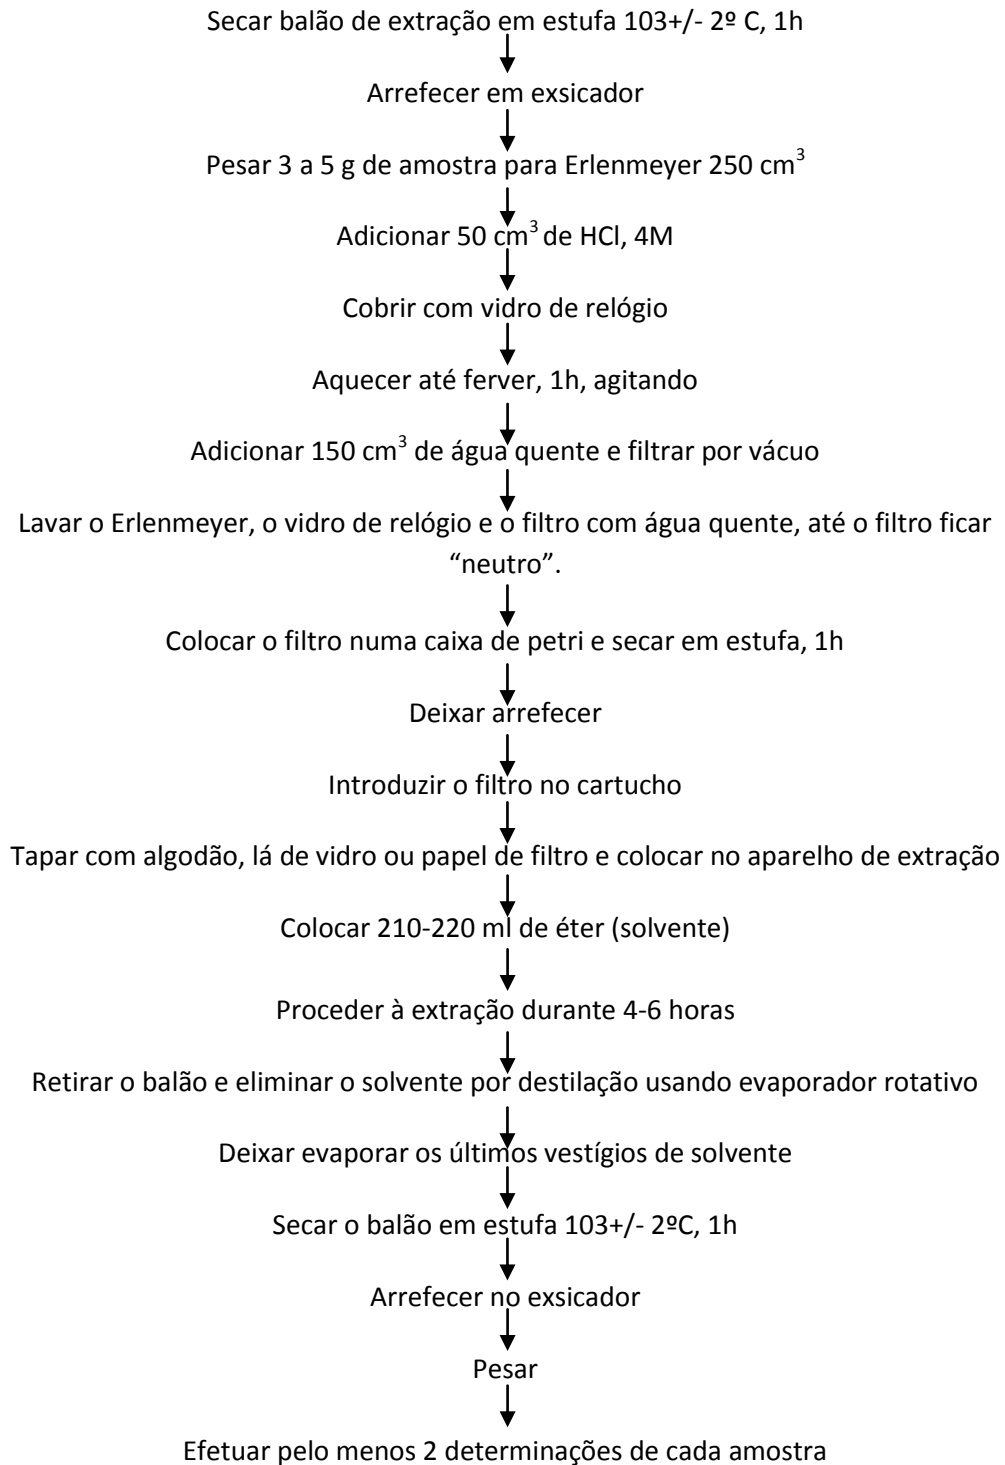 Secar balão de extração em estufa 103+/- 2º C, 1h
Arrefecer em exsicador
Pesar 3 a 5 g de amostra para Erlenmeyer 250 cm³
Adicionar 50 cm³ de HCl, 4M
Cobrir com vidro de relógio
Aquecer até ferver, 1h, agitando
Adicionar 150 cm³ de água quente e filtrar por vácuo
Lavar o Erlenmeyer, o vidro de relógio e o filtro com água quente, até o filtro ficar
“neutro”.
Colocar o filtro numa caixa de petri e secar em estufa, 1h
Deixar arrefecer
Introduzir o filtro no cartucho
Tapar com algodão, lá de vidro ou papel de filtro e colocar no aparelho de extração
Colocar 210-220 ml de éter (solvente)
Proceder à extração durante 4-6 horas
Retirar o balão e eliminar o solvente por destilação usando evaporador rotativo
Deixar evaporar os últimos vestígios de solvente
Secar o balão em estufa 103+/- 2ºC, 1h
Arrefecer no exsicador
Pesar
Efetuar pelo menos 2 determinações de cada amostra